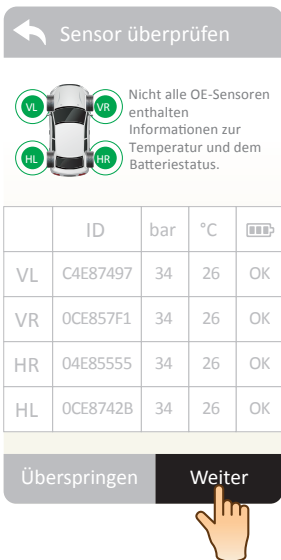 Sensor überprüfen
VL
VR
HL
HR
Nicht alle OE-Sensoren
enthalten
Informationen zur
Temperatur und dem
Batteriestatus.
ID bar °C
VL C4E87497 34 26 OK
VR 0CE857F1 34 26 OK
HR 04E85555 34 26 OK
HL 0CE8742B 34 26 OK
Überspringen Weiter